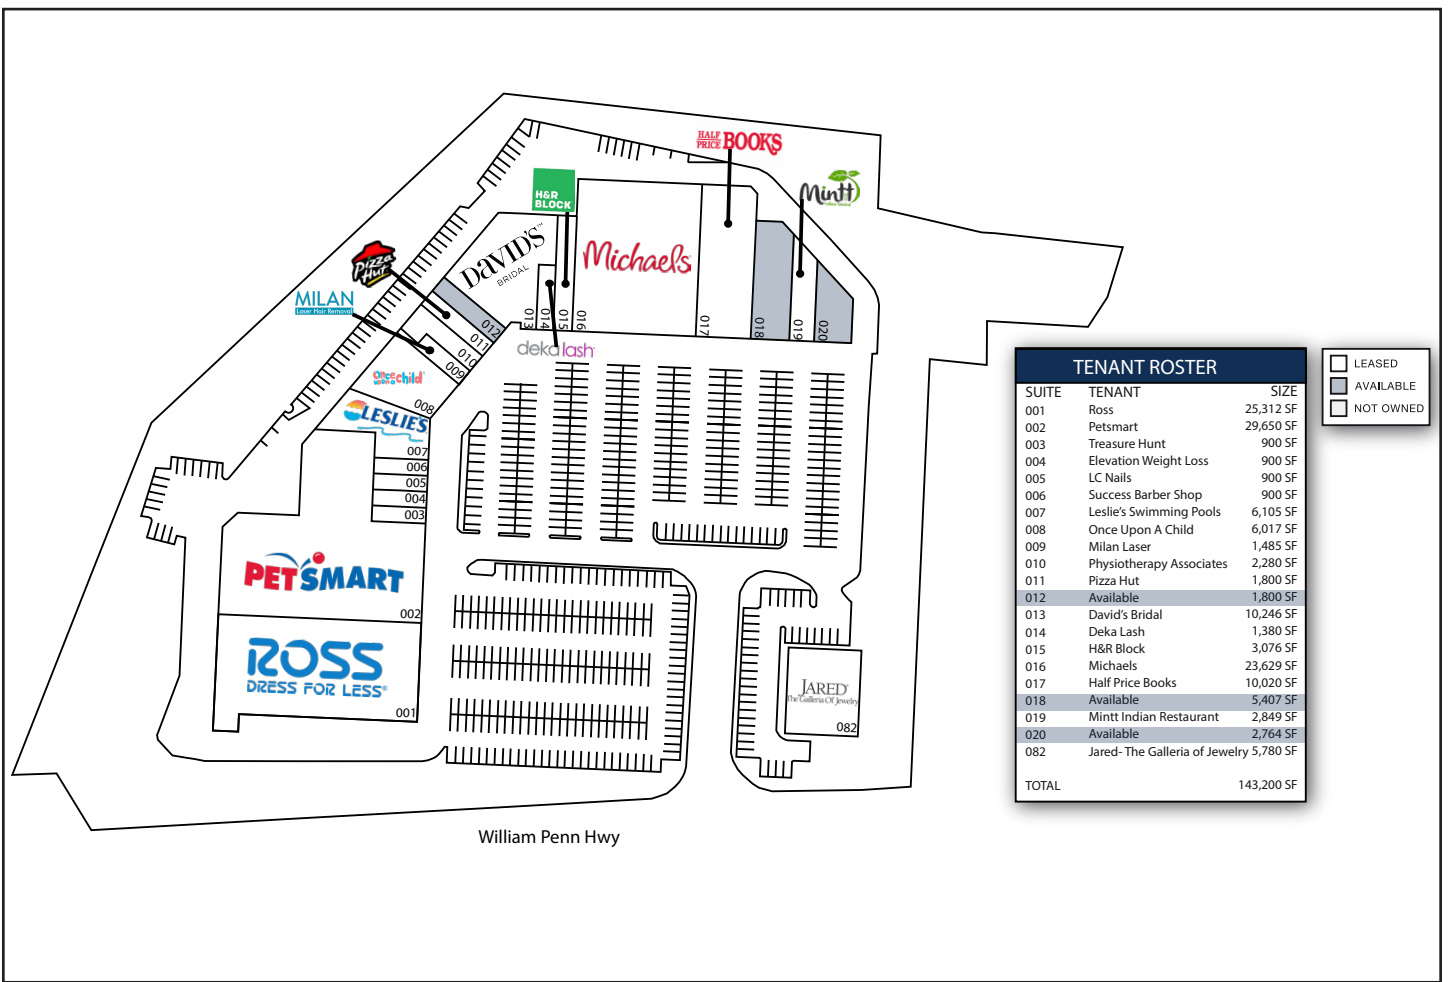 HALF
PRICE BOOKS
Mintt
H&R
BLOCK
DAVID'S™
BRIDAL
Michaels
Pizza
Hut
MILAN
Laser Hair Removal
012
011
010
009
013
014
015
016
017
018
019
020
deka lash
Once
upon a child
008
LESLIE'S
007
006
005
004
003
PETSMART
002
ROSS
DRESS FOR LESS®
001
JARED®
The Galleria Of Jewelry
082
William Penn Hwy
TENANT ROSTER
SUITE TENANT SIZE
001 Ross 25,312 SF
002 Petsmart 29,650 SF
003 Treasure Hunt 900 SF
004 Elevation Weight Loss 900 SF
005 LC Nails 900 SF
006 Success Barber Shop 900 SF
007 Leslie's Swimming Pools 6,105 SF
008 Once Upon A Child 6,017 SF
009 Milan Laser 1,485 SF
010 Physiotherapy Associates 2,280 SF
011 Pizza Hut 1,800 SF
012 Available 1,800 SF
013 David's Bridal 10,246 SF
014 Deka Lash 1,380 SF
015 H&R Block 3,076 SF
016 Michaels 23,629 SF
017 Half Price Books 10,020 SF
018 Available 5,407 SF
019 Mintt Indian Restaurant 2,849 SF
020 Available 2,764 SF
082 Jared- The Galleria of Jewelry 5,780 SF
TOTAL 143,200 SF
LEASED
AVAILABLE
NOT OWNED